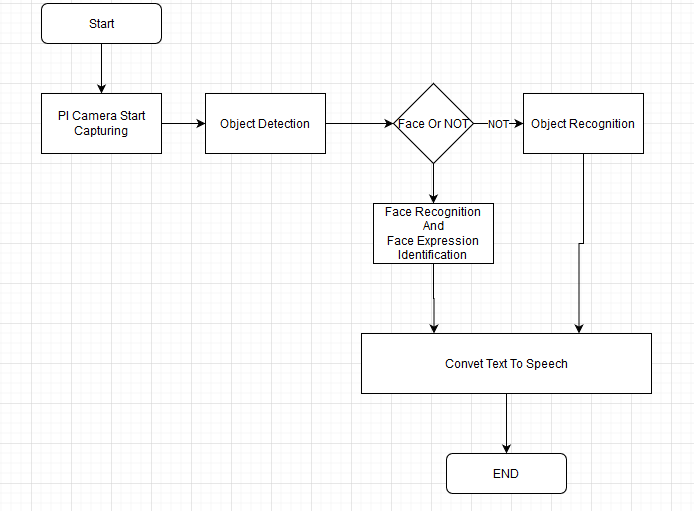 Start
PI Camera Start
Capturing
Object Detection
Face Or NOT
NOT
Object Recognition
Face Recognition
And
Face Expression
Identification
Convet Text To Speech
END